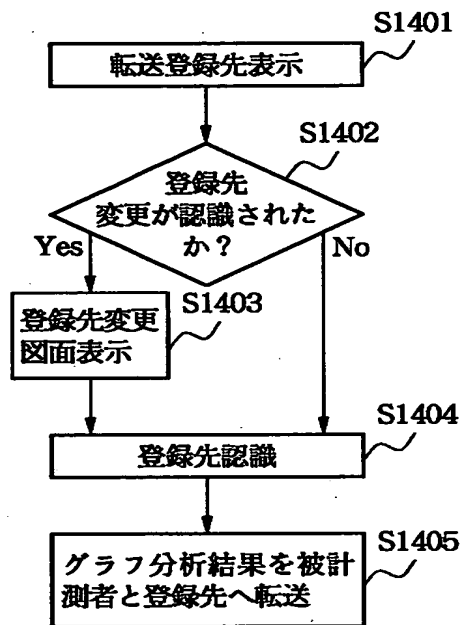 S1401
転送登録先表示
S1402
登録先
変更が認識された
か?
Yes
No
S1403
登録先変更
図面表示
S1404
登録先認識
S1405
グラフ分析結果を被計
測者と登録先へ転送